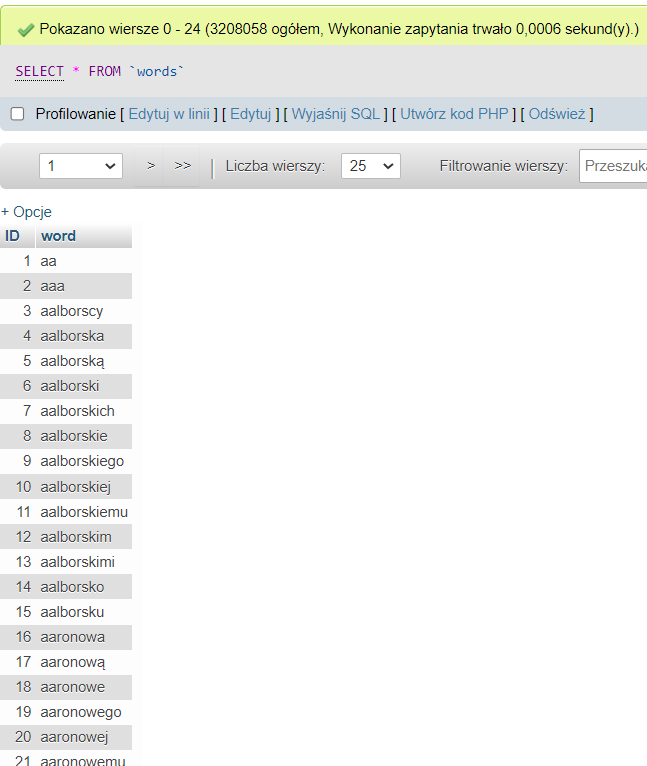 Pokazano wiersze 0 - 24 (3208058 ogółem, Wykonanie zapytania trwało 0,0006 sekund(y).)
SELECT * FROM `words`
Profilowanie [ Edytuj w linii ] [ Edytuj ] [ Wyjaśnij SQL ] [ Utwórz kod PHP ] [ Odśwież ]
1 > >> | Liczba wierszy: 25 Filtrowanie wierszy: Przeszuka
+ Opcje
ID word
1 aa
2 aaa
3 aalborscy
4 aalborska
5 aalborską
6 aalborski
7 aalborskich
8 aalborskie
9 aalborskiego
10 aalborskiej
11 aalborskiemu
12 aalborskim
13 aalborskimi
14 aalborsko
15 aalborsku
16 aaronowa
17 aaronową
18 aaronowe
19 aaronowego
20 aaronowej
21 aaronowemu